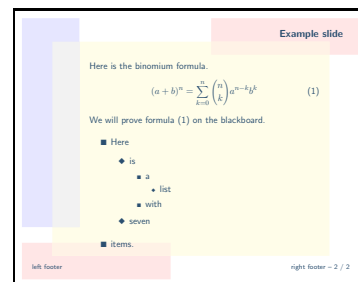 Example slide
Here is the binomium formula.
(a + b)^n = \sum_{k=0}^{n} \binom{n}{k} a^{n-k} b^k (1)
We will prove formula (1) on the blackboard.
■ Here
◆ is
■ a
• list
■ with
◆ seven
■ items.
left footer right footer – 2 / 2